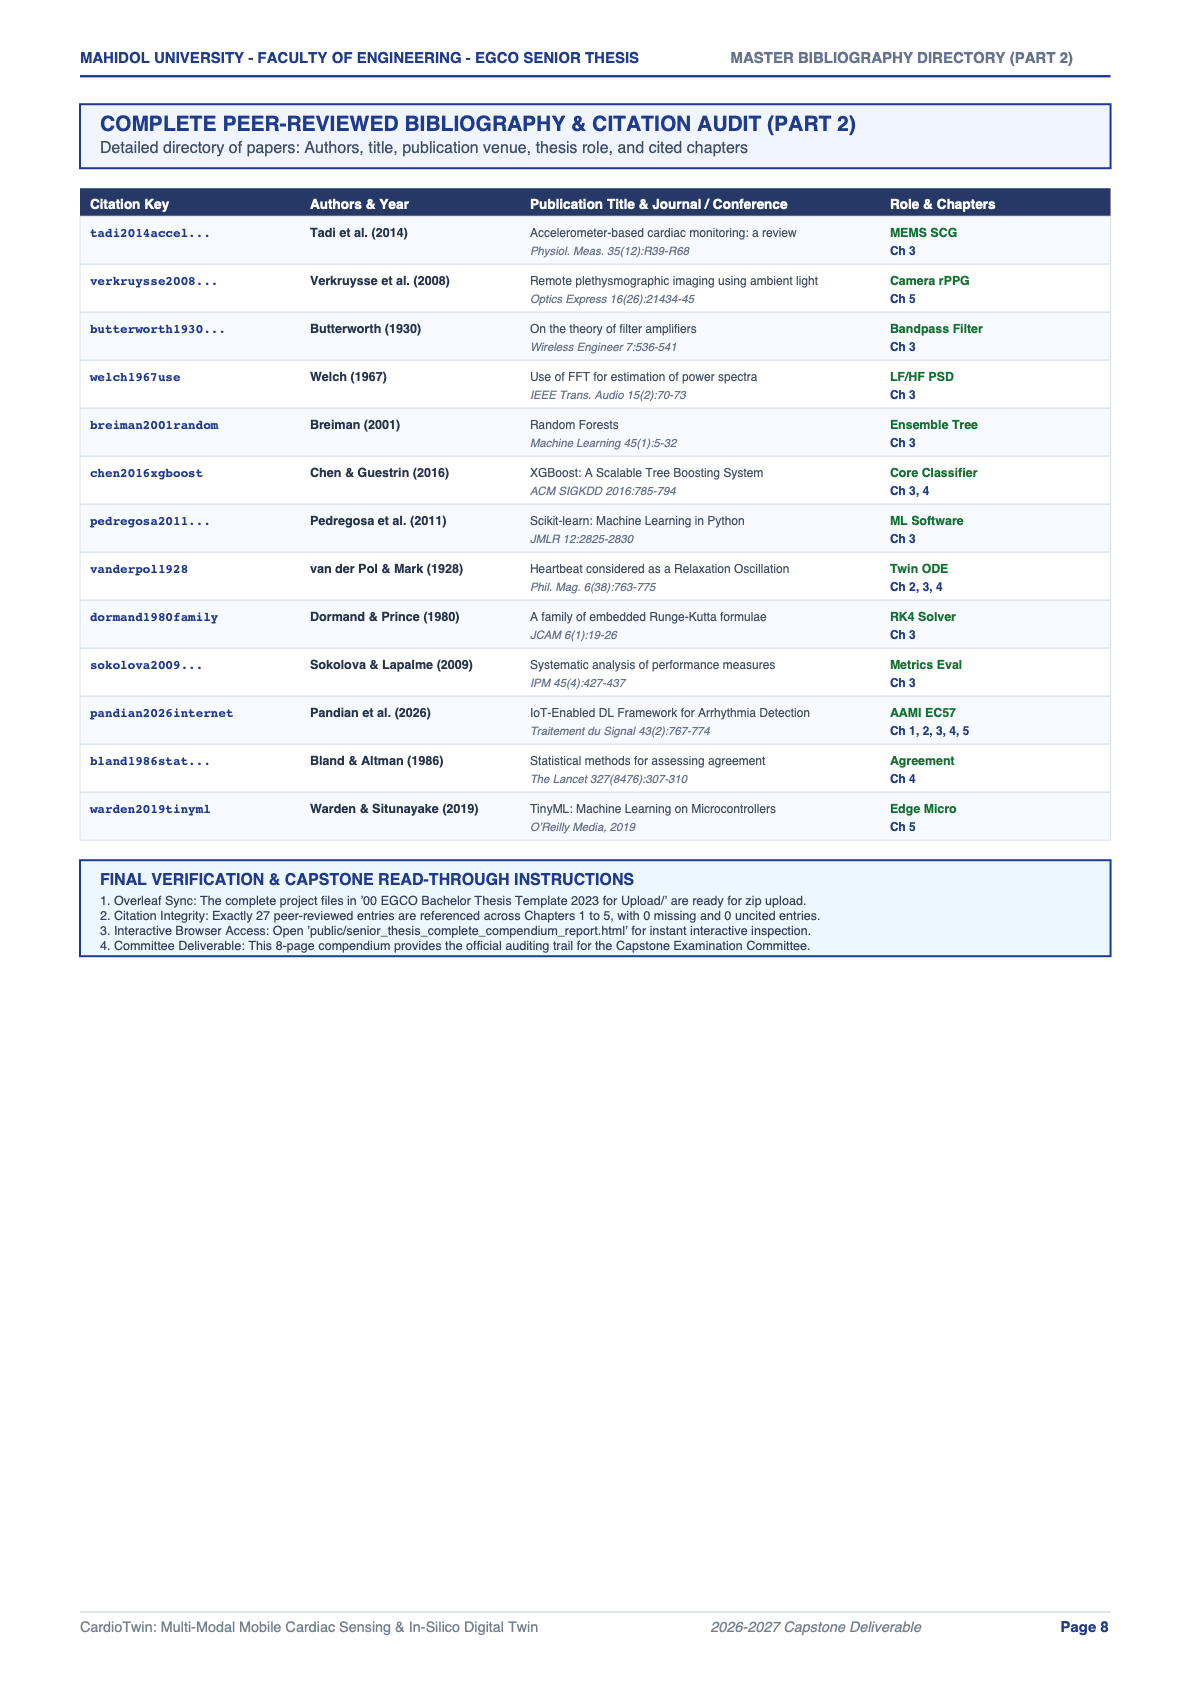 MAHIDOL UNIVERSITY - FACULTY OF ENGINEERING - EGCO SENIOR THESIS MASTER BIBLIOGRAPHY DIRECTORY (PART 2)
COMPLETE PEER-REVIEWED BIBLIOGRAPHY & CITATION AUDIT (PART 2)
Detailed directory of papers: Authors, title, publication venue, thesis role, and cited chapters
Citation Key Authors & Year Publication Title & Journal / Conference Role & Chapters
tadi2014accel... Tadi et al. (2014) Accelerometer-based cardiac monitoring: a review MEMS SCG
Physiol. Meas. 35(12):R39-R68 Ch 3
verkruysse2008... Verkruysse et al. (2008) Remote plethysmographic imaging using ambient light Camera rPPG
Optics Express 16(26):21434-45 Ch 5
butterworth1930... Butterworth (1930) On the theory of filter amplifiers Bandpass Filter
Wireless Engineer 7:536-541 Ch 3
welch1967use Welch (1967) Use of FFT for estimation of power spectra LF/HF PSD
IEEE Trans. Audio 15(2):70-73 Ch 3
breiman2001random Breiman (2001) Random Forests Ensemble Tree
Machine Learning 45(1):5-32 Ch 3
chen2016xgboost Chen & Guestrin (2016) XGBoost: A Scalable Tree Boosting System Core Classifier
ACM SIGKDD 2016:785-794 Ch 3, 4
pedregosa2011... Pedregosa et al. (2011) Scikit-learn: Machine Learning in Python ML Software
JMLR 12:2825-2830 Ch 3
vanderpol1928 van der Pol & Mark (1928) Heartbeat considered as a Relaxation Oscillation Twin ODE
Phil. Mag. 6(38):763-775 Ch 2, 3, 4
dormand1980family Dormand & Prince (1980) A family of embedded Runge-Kutta formulae RK4 Solver
JCAM 6(1):19-26 Ch 3
sokolova2009... Sokolova & Lapalme (2009) Systematic analysis of performance measures Metrics Eval
IPM 45(4):427-437 Ch 3
pandian2026internet Pandian et al. (2026) IoT-Enabled DL Framework for Arrhythmia Detection AAMI EC57
Traitement du Signal 43(2):767-774 Ch 1, 2, 3, 4, 5
bland1986stat... Bland & Altman (1986) Statistical methods for assessing agreement Agreement
The Lancet 327(8476):307-310 Ch 4
warden2019tinyml Warden & Situnayake (2019) TinyML: Machine Learning on Microcontrollers Edge Micro
O'Reilly Media, 2019 Ch 5
FINAL VERIFICATION & CAPSTONE READ-THROUGH INSTRUCTIONS
1. Overleaf Sync: The complete project files in '00 EGCO Bachelor Thesis Template 2023 for Upload/' are ready for zip upload.
2. Citation Integrity: Exactly 27 peer-reviewed entries are referenced across Chapters 1 to 5, with 0 missing and 0 uncited entries.
3. Interactive Browser Access: Open 'public/senior_thesis_complete_compendium_report.html' for instant interactive inspection.
4. Committee Deliverable: This 8-page compendium provides the official auditing trail for the Capstone Examination Committee.
CardioTwin: Multi-Modal Mobile Cardiac Sensing & In-Silico Digital Twin 2026-2027 Capstone Deliverable Page 8